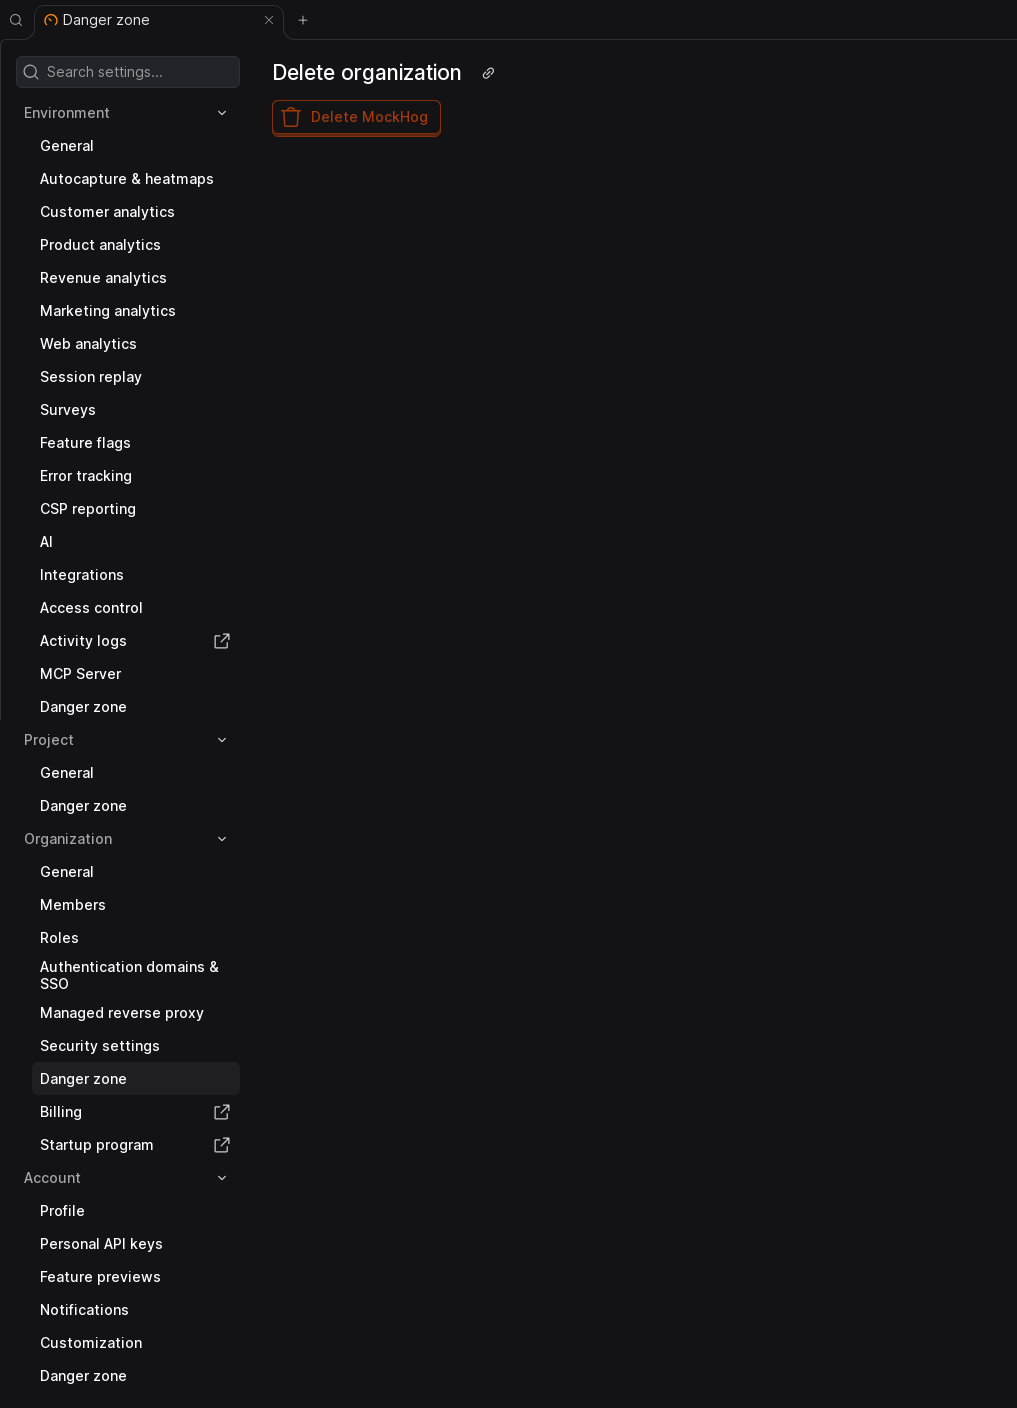 Danger zone
Search settings...
Delete organization
Delete MockHog
Environment
General
Autocapture & heatmaps
Customer analytics
Product analytics
Revenue analytics
Marketing analytics
Web analytics
Session replay
Surveys
Feature flags
Error tracking
CSP reporting
AI
Integrations
Access control
Activity logs
MCP Server
Danger zone
Project
General
Danger zone
Organization
General
Members
Roles
Authentication domains &
SSO
Managed reverse proxy
Security settings
Danger zone
Billing
Startup program
Account
Profile
Personal API keys
Feature previews
Notifications
Customization
Danger zone